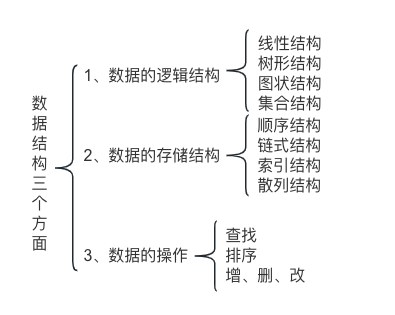 数据结构三个方面
1、数据的逻辑结构
线性结构
树形结构
图状结构
集合结构
2、数据的存储结构
顺序结构
链式结构
索引结构
散列结构
3、数据的操作
查找
排序
增、删、改